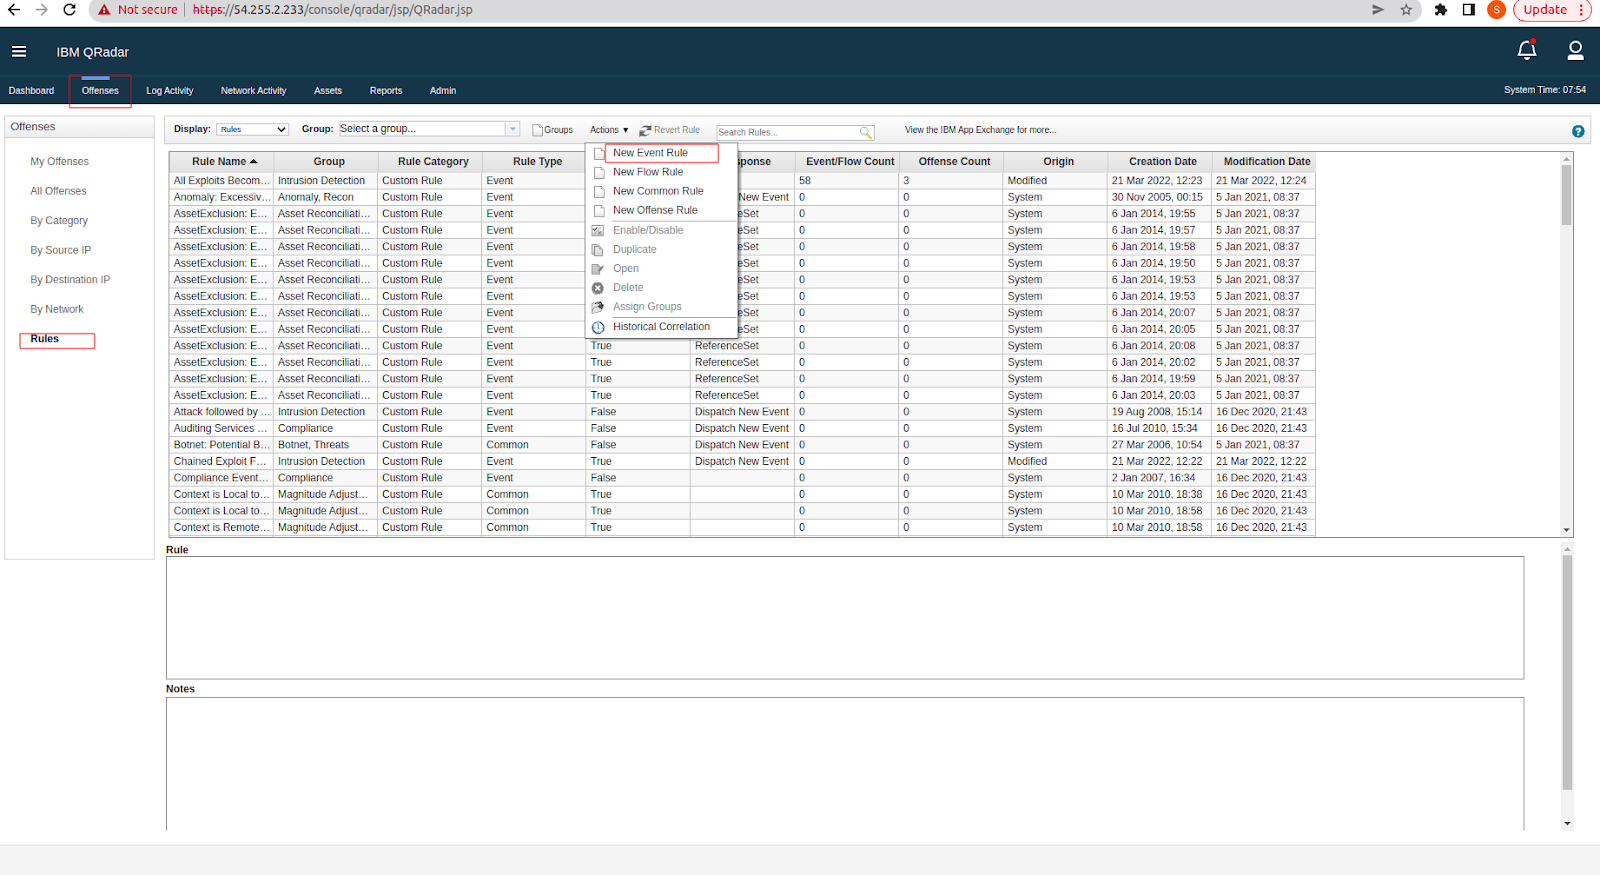 Not secure | https://54.255.2.233/console/qradar/jsp/QRadar.jsp S Update
IBM QRadar
Dashboard Offenses Log Activity Network Activity Assets Reports Admin System Time: 07:54
Offenses
My Offenses
All Offenses
By Category
By Source IP
By Destination IP
By Network
Rules
Display: Rules Group: Select a group... Groups Actions ▼ Revert Rule Search Rules... View the IBM App Exchange for more... ?
New Event Rule
New Flow Rule
New Common Rule
New Offense Rule
Enable/Disable
Duplicate
Open
Delete
Assign Groups
Historical Correlation
Rule Name Group Rule Category Rule Type sponse Event/Flow Count Offense Count Origin Creation Date Modification Date
All Exploits Becom... Intrusion Detection Custom Rule Event 58 3 Modified 21 Mar 2022, 12:23 21 Mar 2022, 12:24
Anomaly: Excessiv... Anomaly, Recon Custom Rule Event New Event 0 0 System 30 Nov 2005, 00:15 5 Jan 2021, 08:37
AssetExclusion: E... Asset Reconciliati... Custom Rule Event eSet 0 0 System 6 Jan 2014, 19:55 5 Jan 2021, 08:37
AssetExclusion: E... Asset Reconciliati... Custom Rule Event eSet 0 0 System 6 Jan 2014, 19:57 5 Jan 2021, 08:37
AssetExclusion: E... Asset Reconciliati... Custom Rule Event eSet 0 0 System 6 Jan 2014, 19:58 5 Jan 2021, 08:37
AssetExclusion: E... Asset Reconciliati... Custom Rule Event eSet 0 0 System 6 Jan 2014, 19:50 5 Jan 2021, 08:37
AssetExclusion: E... Asset Reconciliati... Custom Rule Event eSet 0 0 System 6 Jan 2014, 19:53 5 Jan 2021, 08:37
AssetExclusion: E... Asset Reconciliati... Custom Rule Event eSet 0 0 System 6 Jan 2014, 19:53 5 Jan 2021, 08:37
AssetExclusion: E... Asset Reconciliati... Custom Rule Event eSet 0 0 System 6 Jan 2014, 20:07 5 Jan 2021, 08:37
AssetExclusion: E... Asset Reconciliati... Custom Rule Event eSet 0 0 System 6 Jan 2014, 20:05 5 Jan 2021, 08:37
AssetExclusion: E... Asset Reconciliati... Custom Rule Event True ReferenceSet 0 0 System 6 Jan 2014, 20:08 5 Jan 2021, 08:37
AssetExclusion: E... Asset Reconciliati... Custom Rule Event True ReferenceSet 0 0 System 6 Jan 2014, 20:02 5 Jan 2021, 08:37
AssetExclusion: E... Asset Reconciliati... Custom Rule Event True ReferenceSet 0 0 System 6 Jan 2014, 19:59 5 Jan 2021, 08:37
AssetExclusion: E... Asset Reconciliati... Custom Rule Event True ReferenceSet 0 0 System 6 Jan 2014, 20:03 5 Jan 2021, 08:37
Attack followed by ... Intrusion Detection Custom Rule Event False Dispatch New Event 0 0 System 19 Aug 2008, 15:14 16 Dec 2020, 21:43
Auditing Services ... Compliance Custom Rule Event False Dispatch New Event 0 0 System 16 Jul 2010, 15:34 16 Dec 2020, 21:43
Botnet: Potential B... Botnet, Threats Custom Rule Common True Dispatch New Event 0 0 System 27 Mar 2006, 10:54 5 Jan 2021, 08:37
Chained Exploit F... Intrusion Detection Custom Rule Event True Dispatch New Event 0 0 Modified 21 Mar 2022, 12:22 21 Mar 2022, 12:22
Compliance Event... Compliance Custom Rule Event False 0 0 System 2 Jan 2007, 16:34 16 Dec 2020, 21:43
Context is Local to... Magnitude Adjust... Custom Rule Common True 0 0 System 10 Mar 2010, 18:38 16 Dec 2020, 21:43
Context is Local to... Magnitude Adjust... Custom Rule Common True 0 0 System 10 Mar 2010, 18:58 16 Dec 2020, 21:43
Context is Remote... Magnitude Adjust... Custom Rule Common True 0 0 System 10 Mar 2010, 18:58 16 Dec 2020, 21:43
Rule
Notes